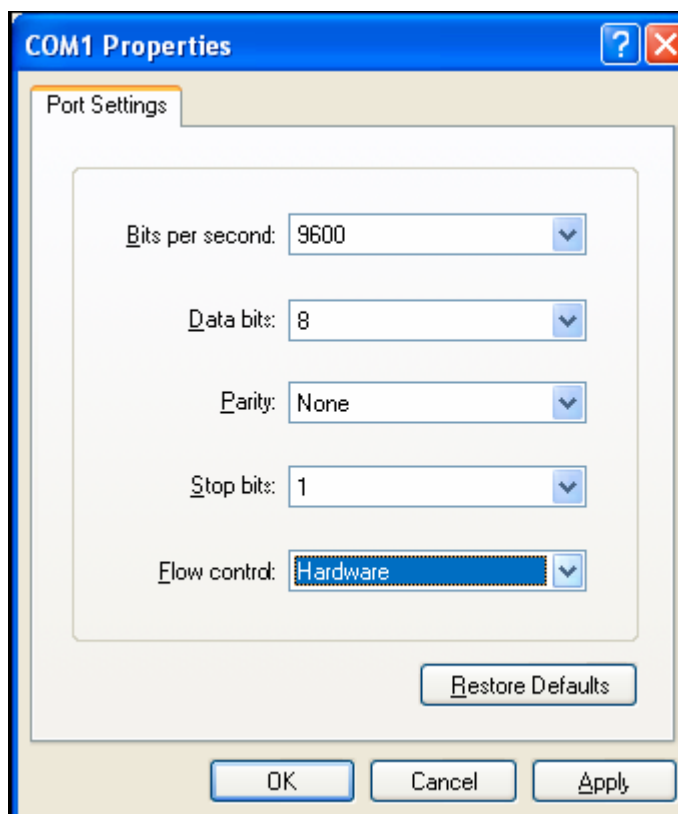 COM1 Properties
Port Settings
Bits per second: 9600
Data bits: 8
Parity: None
Stop bits: 1
Flow control: Hardware
Restore Defaults
OK Cancel Apply